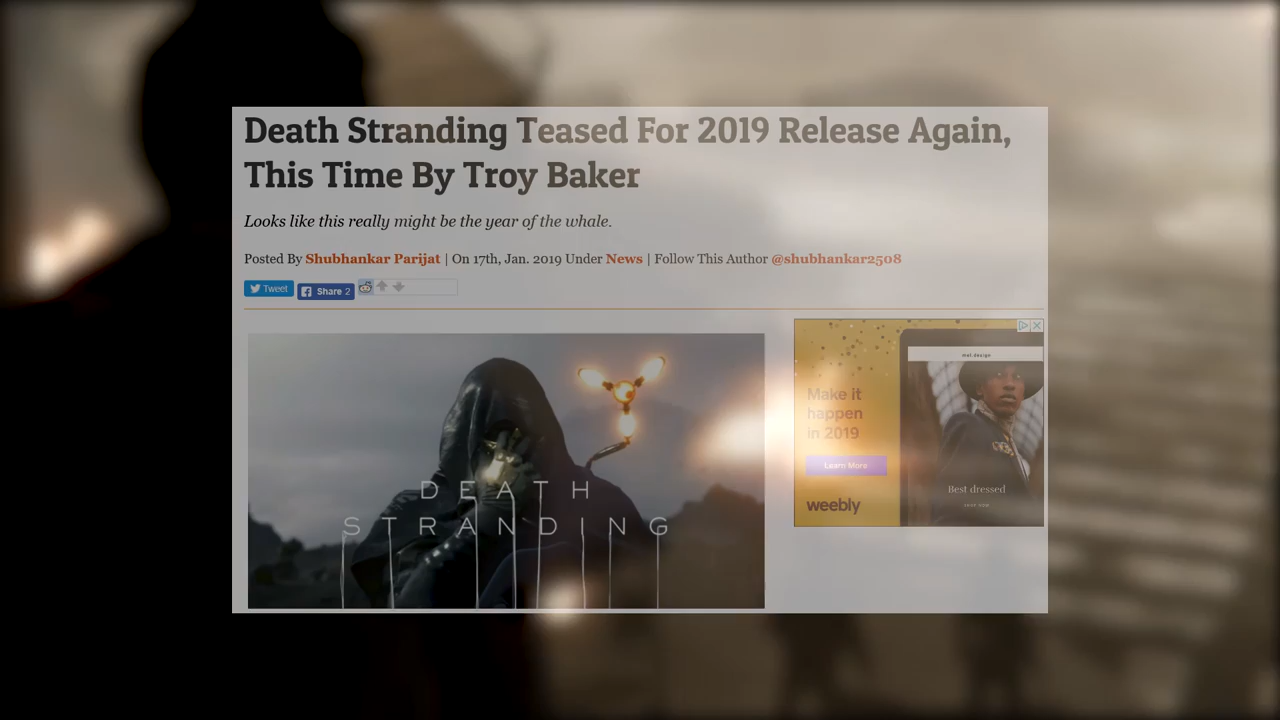 Death Stranding Teased For 2019 Release Again,
This Time By Troy Baker
Looks like this really might be the year of the whale.
Posted By Shubhankar Parijat | On 17th, Jan. 2019 Under News | Follow This Author @shubhankar2508
Tweet
Share 2
DEATH
STRANDING
mel.design
Make it
happen
in 2019
Learn More
weebly
Best dressed